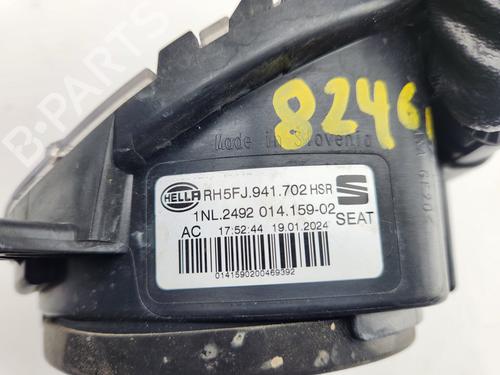 B-PARTS
8246
Made in Slovenia
HELLA RH5FJ.941.702 HSR
1NL.2492 014.159-02
SEAT
AC 17:52:44 19.01.2024
0141590200469392